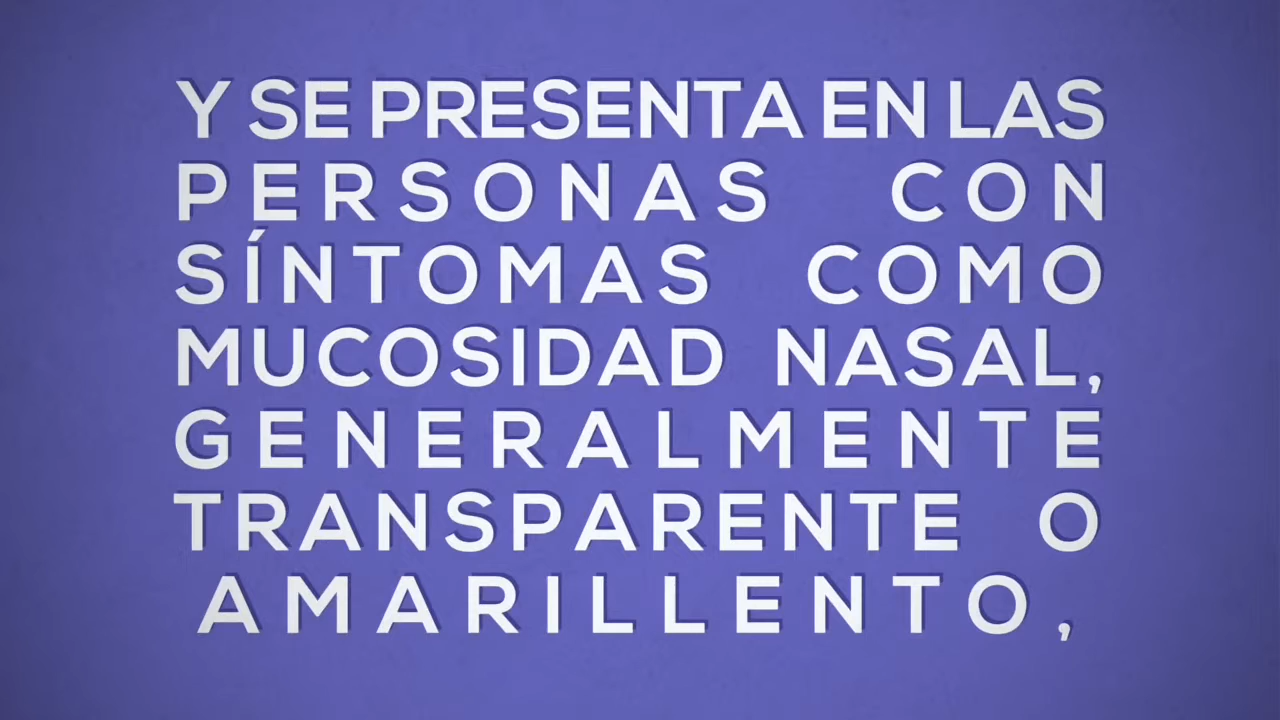 Y SE PRESENTA EN LAS
PERSONAS CON
SÍNTOMAS COMO
MUCOSIDAD NASAL,
GENERALMENTE
TRANSPARENTE O
AMARILLENTO,